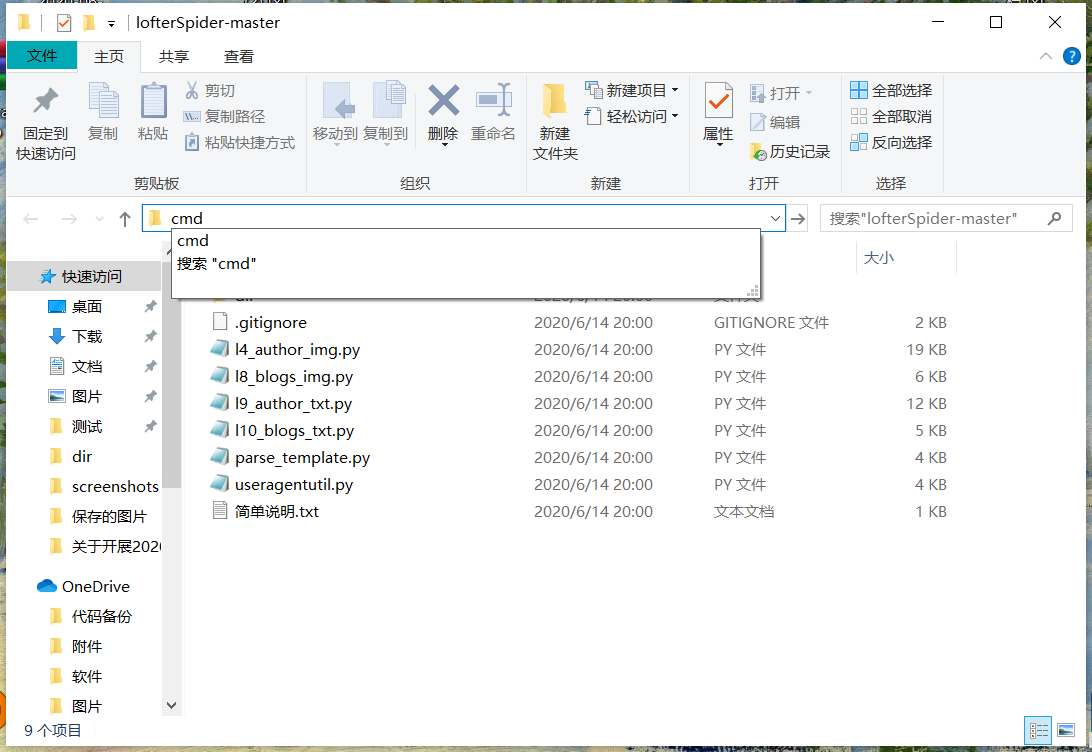 lofterSpider-master
文件 主页 共享 查看
固定到快速访问 复制 粘贴 剪切 复制路径 粘贴快捷方式
移动到 复制到 删除 重命名
新建文件夹 新建项目 轻松访问
属性 打开 编辑 历史记录
全部选择 全部取消 反向选择
剪贴板 组织 新建 打开 选择
cmd 搜索"lofterSpider-master"
cmd
搜索 "cmd"
大小
快速访问
桌面
下载
文档
图片
测试
dir
screenshots
保存的图片
关于开展202
OneDrive
代码备份
附件
软件
图片
.gitignore 2020/6/14 20:00 GITIGNORE 文件 2 KB
l4_author_img.py 2020/6/14 20:00 PY 文件 19 KB
l8_blogs_img.py 2020/6/14 20:00 PY 文件 6 KB
l9_author_txt.py 2020/6/14 20:00 PY 文件 12 KB
l10_blogs_txt.py 2020/6/14 20:00 PY 文件 5 KB
parse_template.py 2020/6/14 20:00 PY 文件 4 KB
useragentutil.py 2020/6/14 20:00 PY 文件 4 KB
简单说明.txt 2020/6/14 20:00 文本文档 1 KB
9 个项目